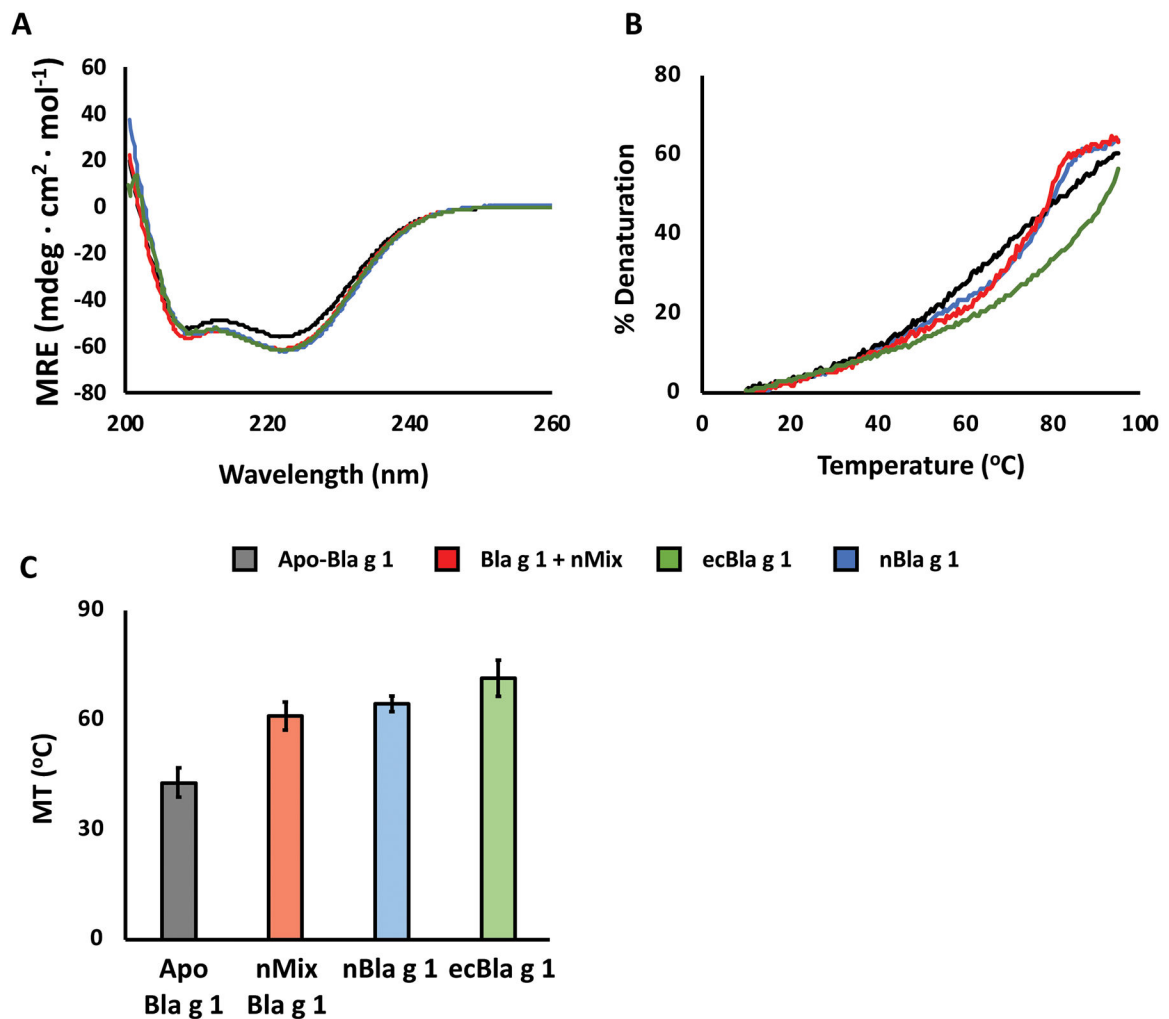 A
60
40
20
0
-20
-40
-60
-80
MRE (mdeg · cm² · mol⁻¹)
200
220
240
260
Wavelength (nm)
B
80
60
40
20
0
% Denaturation
0
20
40
60
80
100
Temperature (ºC)
Apo-Bla g 1
Bla g 1 + nMix
ecBla g 1
nBla g 1
C
90
60
30
0
MT (ºC)
Apo
Bla g 1
nMix
Bla g 1
nBla g 1
ecBla g 1